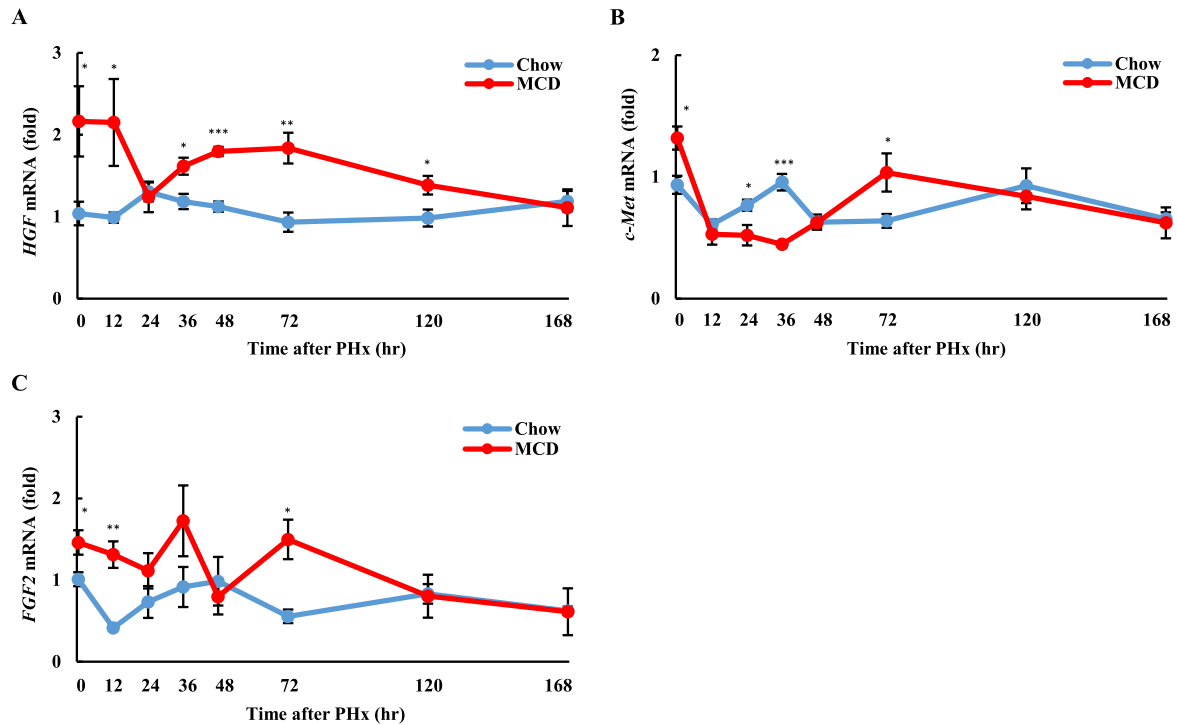 A
3
2
1
0
HGF mRNA (fold)
* * * *** ** *
Chow
MCD
0 12 24 36 48 72 120 168
Time after PHx (hr)
B
2
1
0
c-Met mRNA (fold)
* * *** *
Chow
MCD
0 12 24 36 48 72 120 168
Time after PHx (hr)
C
3
2
1
0
FGF2 mRNA (fold)
* ** *
Chow
MCD
0 12 24 36 48 72 120 168
Time after PHx (hr)